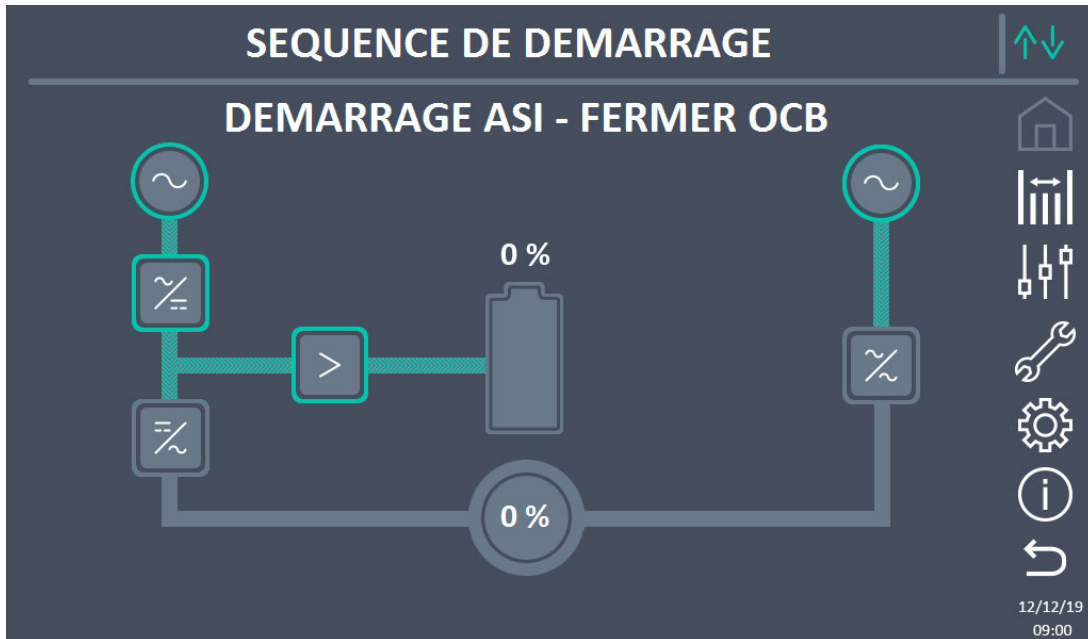 SEQUENCE DE DEMARRAGE
DEMARRAGE ASI - FERMER OCB
0 %
0 %
12/12/19
09:00